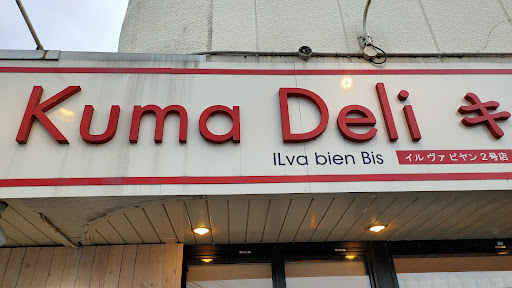 Kuma Deli キ
ILva bien Bis イル ヴァ ビヤン 2号店